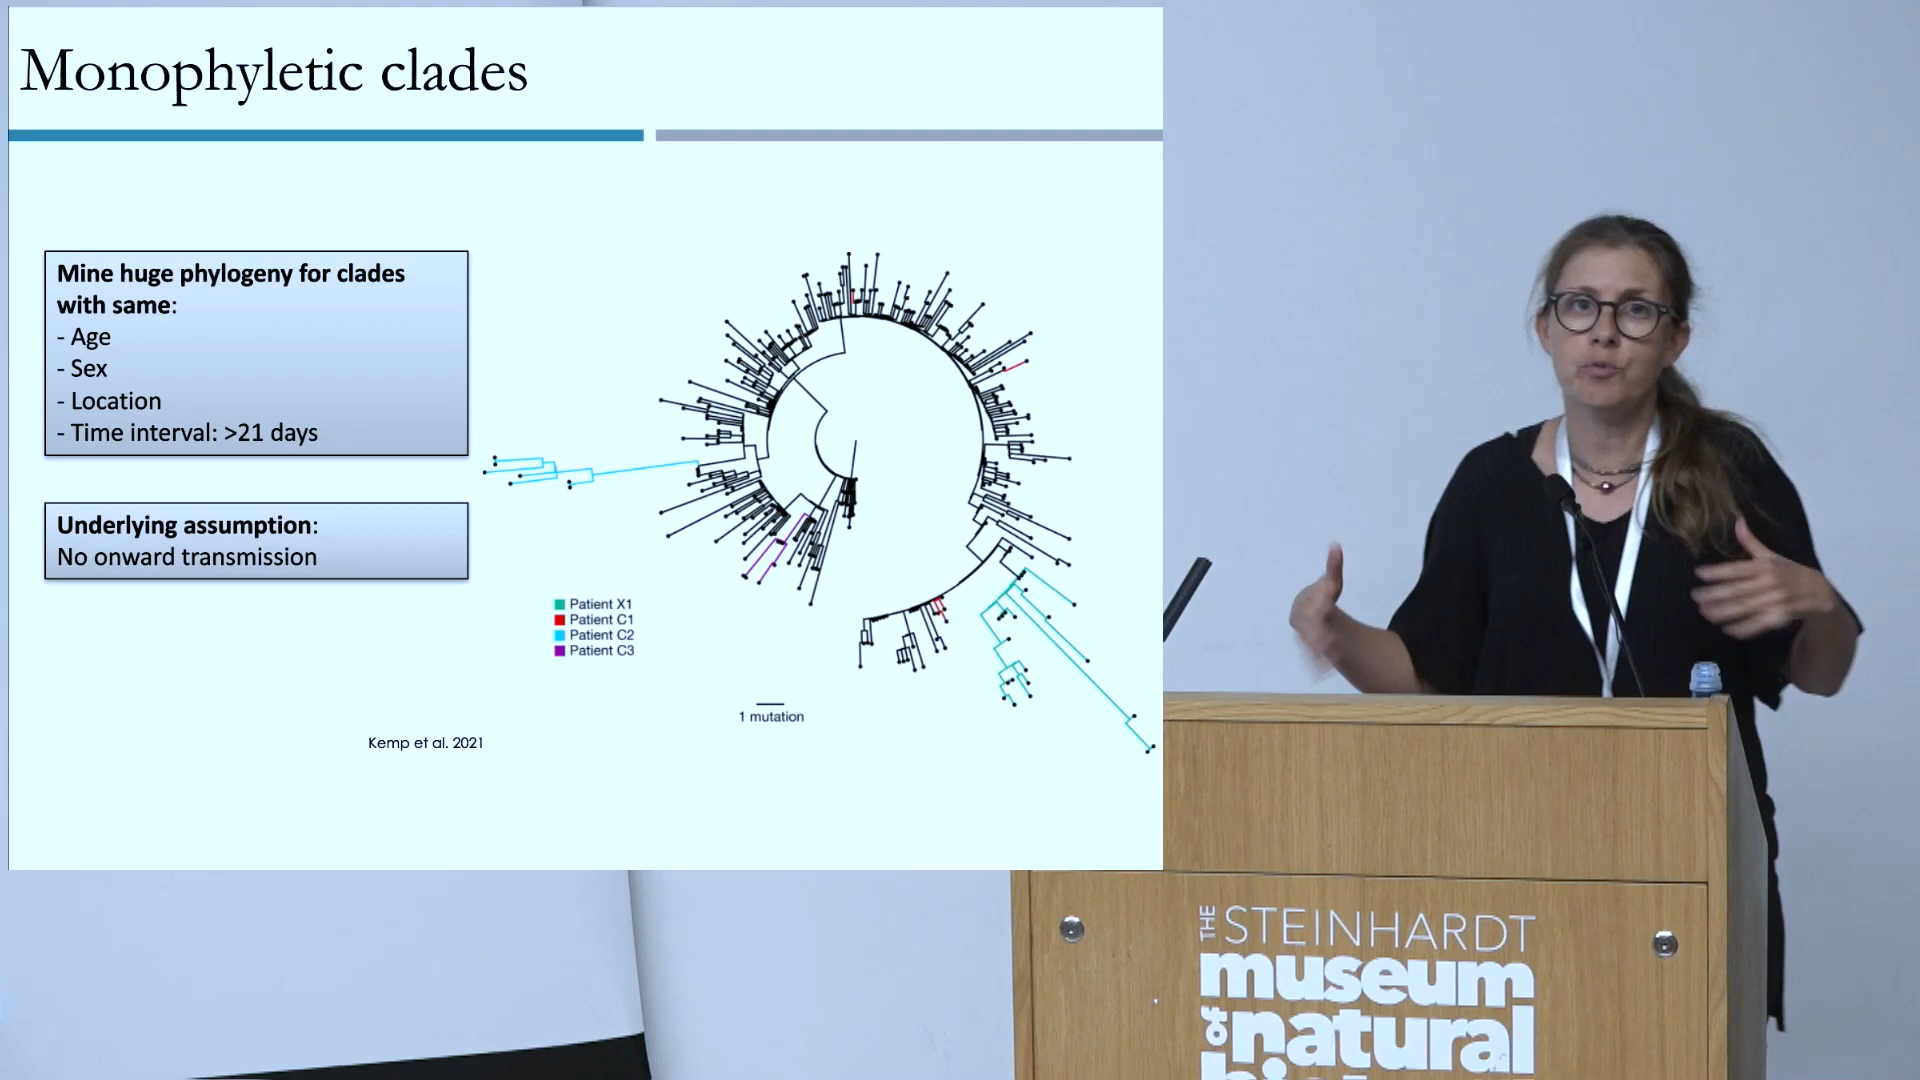 Monophyletic clades
Mine huge phylogeny for clades
with same:
- Age
- Sex
- Location
- Time interval: >21 days
Underlying assumption:
No onward transmission
Patient X1
Patient C1
Patient C2
Patient C3
1 mutation
Kemp et al. 2021
THE STEINHARDT
museum
OF natural